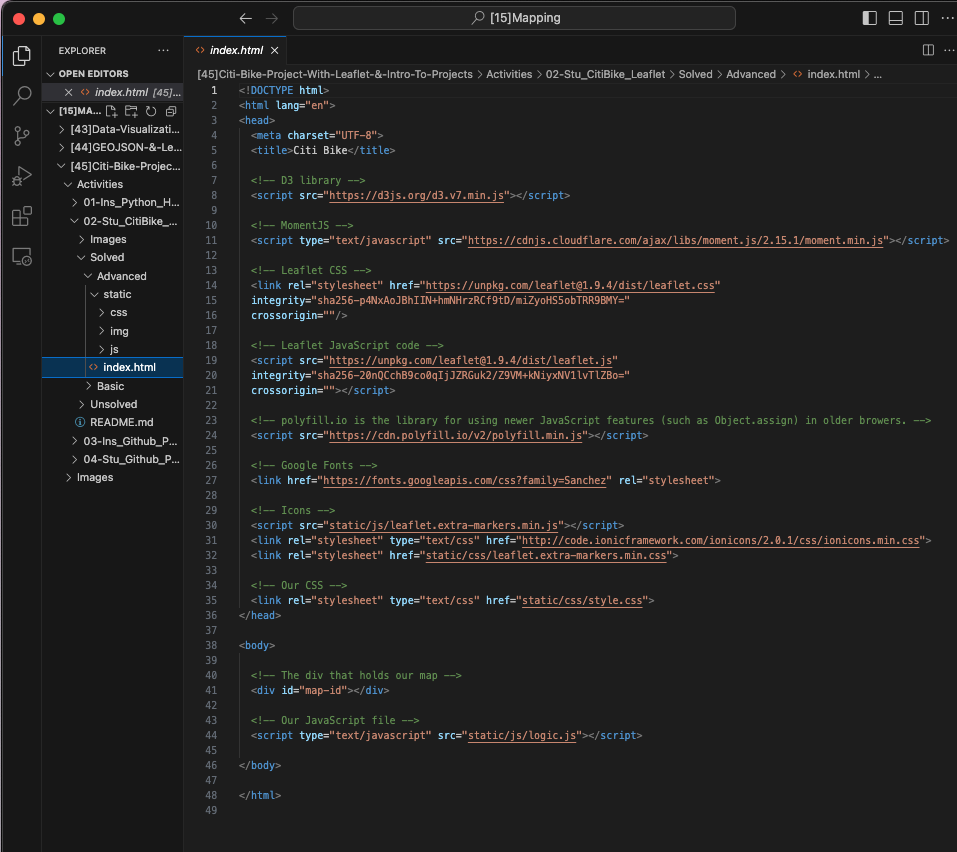 [15]Mapping
EXPLORER
OPEN EDITORS
index.html [45]...
[15]MA...
[43]Data-Visualizati...
[44]GEOJSON-&-Le...
[45]Citi-Bike-Projec...
Activities
01-Ins_Python_H...
02-Stu_CitiBike_...
Images
Solved
Advanced
static
css
img
js
index.html
Basic
Unsolved
README.md
03-Ins_Github_P...
04-Stu_Github_P...
Images
index.html
[45]Citi-Bike-Project-With-Leaflet-&-Intro-To-Projects > Activities > 02-Stu_CitiBike_Leaflet > Solved > Advanced > index.html > ...
1 <!DOCTYPE html>
2 <html lang="en">
3 <head>
4 <meta charset="UTF-8">
5 <title>Citi Bike</title>
6
7 <!-- D3 library -->
8 <script src="https://d3js.org/d3.v7.min.js"></script>
9
10 <!-- MomentJS -->
11 <script type="text/javascript" src="https://cdnjs.cloudflare.com/ajax/libs/moment.js/2.15.1/moment.min.js"></script>
12
13 <!-- Leaflet CSS -->
14 <link rel="stylesheet" href="https://unpkg.com/leaflet@1.9.4/dist/leaflet.css"
15 integrity="sha256-p4NxAoJBhIIN+hmNHrzRCf9tD/miZyoHS5obTRR9BMY="
16 crossorigin=""/>
17
18 <!-- Leaflet JavaScript code -->
19 <script src="https://unpkg.com/leaflet@1.9.4/dist/leaflet.js"
20 integrity="sha256-20nQCchB9co0qIjJZRGuk2/Z9VM+kNiyxNV1lvTlZBo="
21 crossorigin=""></script>
22
23 <!-- polyfill.io is the library for using newer JavaScript features (such as Object.assign) in older browers. -->
24 <script src="https://cdn.polyfill.io/v2/polyfill.min.js"></script>
25
26 <!-- Google Fonts -->
27 <link href="https://fonts.googleapis.com/css?family=Sanchez" rel="stylesheet">
28
29 <!-- Icons -->
30 <script src="static/js/leaflet.extra-markers.min.js"></script>
31 <link rel="stylesheet" type="text/css" href="http://code.ionicframework.com/ionicons/2.0.1/css/ionicons.min.css">
32 <link rel="stylesheet" href="static/css/leaflet.extra-markers.min.css">
33
34 <!-- Our CSS -->
35 <link rel="stylesheet" type="text/css" href="static/css/style.css">
36 </head>
37
38 <body>
39
40 <!-- The div that holds our map -->
41 <div id="map-id"></div>
42
43 <!-- Our JavaScript file -->
44 <script type="text/javascript" src="static/js/logic.js"></script>
45
46 </body>
47
48 </html>
49